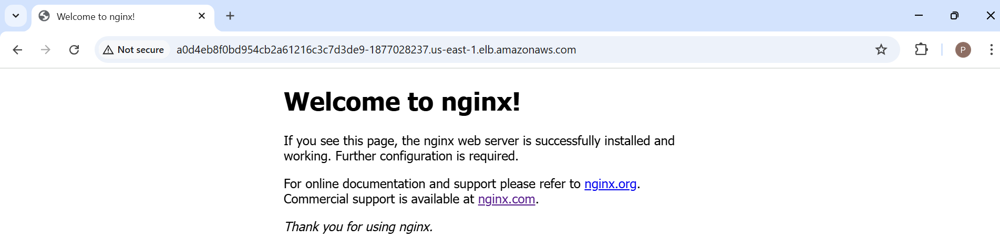 Welcome to nginx!
Not secure
a0d4eb8f0bd954cb2a61216c3c7d3de9-1877028237.us-east-1.elb.amazonaws.com
P
Welcome to nginx!
If you see this page, the nginx web server is successfully installed and
working. Further configuration is required.
For online documentation and support please refer to nginx.org.
Commercial support is available at nginx.com.
Thank you for using nginx.